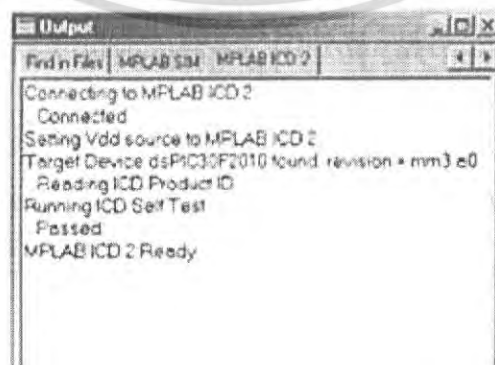 Output
Find in Files MPLAB SIM MPLAB ICD 2
Connecting to MPLAB ICD 2
Connected
Setting Vdd source to MPLAB ICD 2
Target Device dsPIC30F2010 found, revision = mm3 a0
Reading ICD Product ID
Running ICD Self Test
Passed
MPLAB ICD 2 Ready